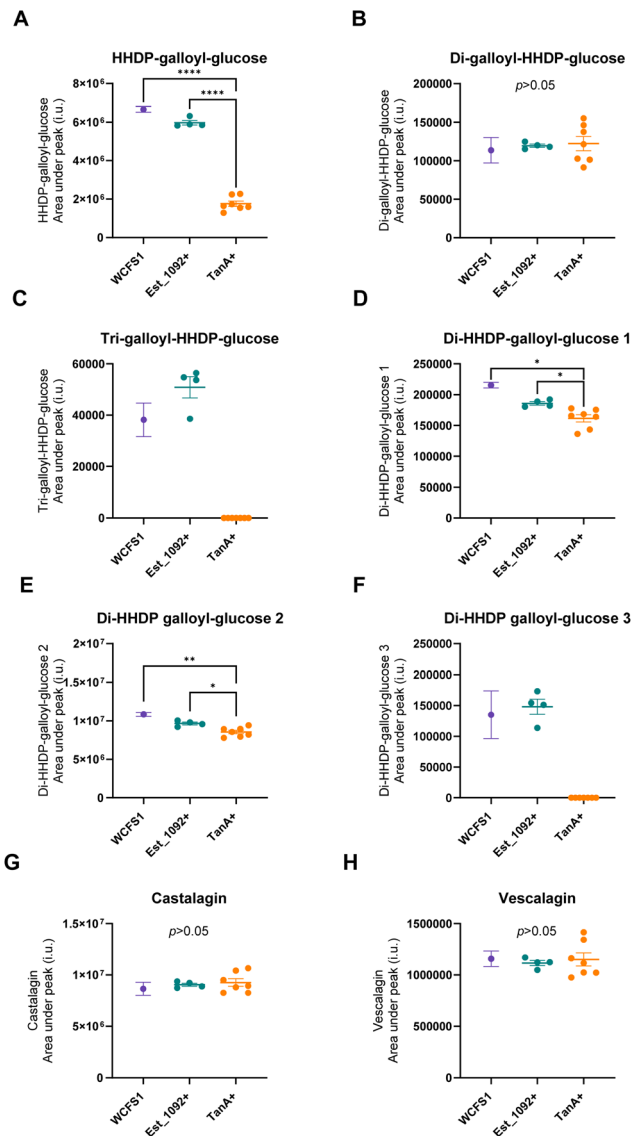 A
HHDP-galloyl-glucose
HHDP-galloyl-glucose
Area under peak (i.u.)
8×10⁶
6×10⁶
4×10⁶
2×10⁶
0
****
****
WCFS1
Est_1092+
TanA+
B
Di-galloyl-HHDP-glucose
Di-galloyl-HHDP-glucose
Area under peak (i.u.)
200000
150000
100000
50000
0
p>0.05
WCFS1
Est_1092+
TanA+
C
Tri-galloyl-HHDP-glucose
Tri-galloyl-HHDP-glucose
Area under peak (i.u.)
60000
40000
20000
0
WCFS1
Est_1092+
TanA+
D
Di-HHDP-galloyl-glucose 1
Di-HHDP-galloyl-glucose 1
Area under peak (i.u.)
250000
200000
150000
100000
50000
0
*
*
WCFS1
Est_1092+
TanA+
E
Di-HHDP galloyl-glucose 2
Di-HHDP-galloyl-glucose 2
Area under peak (i.u.)
2×10⁷
2×10⁷
1×10⁷
5×10⁶
0
**
*
WCFS1
Est_1092+
TanA+
F
Di-HHDP galloyl-glucose 3
Di-HHDP-galloyl-glucose 3
Area under peak (i.u.)
250000
200000
150000
100000
50000
0
WCFS1
Est_1092+
TanA+
G
Castalagin
Castalagin
Area under peak (i.u.)
1.5×10⁷
1×10⁷
5×10⁶
0
p>0.05
WCFS1
Est_1092+
TanA+
H
Vescalagin
Vescalagin
Area under peak (i.u.)
1500000
1000000
500000
0
p>0.05
WCFS1
Est_1092+
TanA+